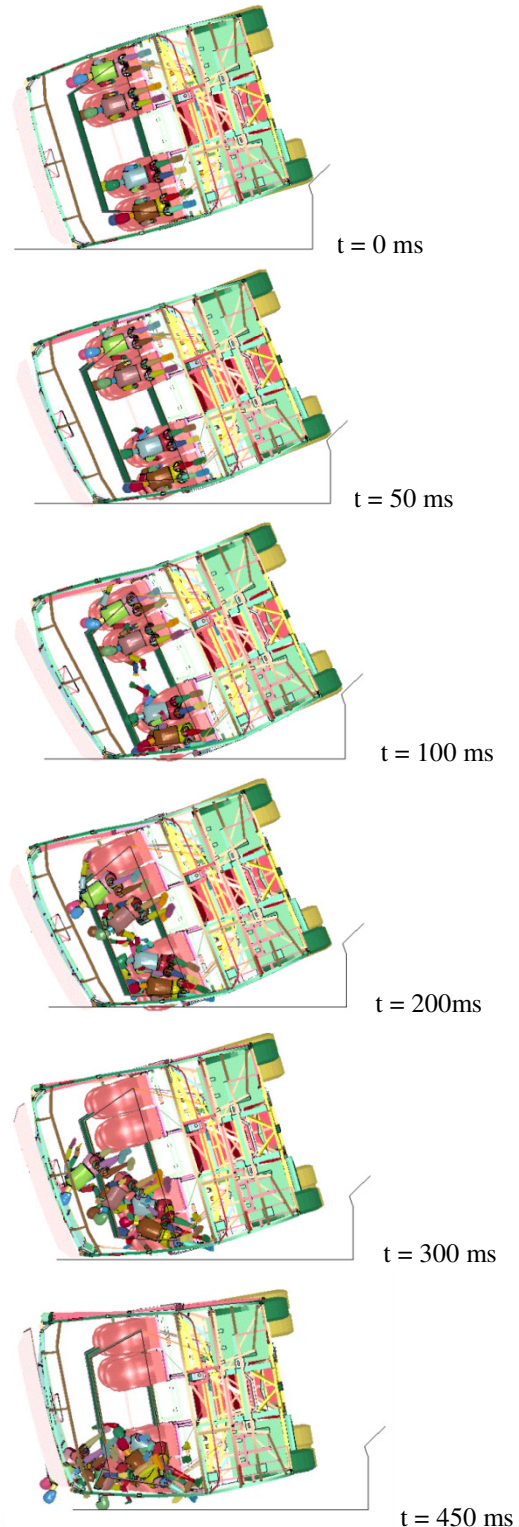 t = 0 ms
t = 50 ms
t = 100 ms
t = 200ms
t = 300 ms
t = 450 ms